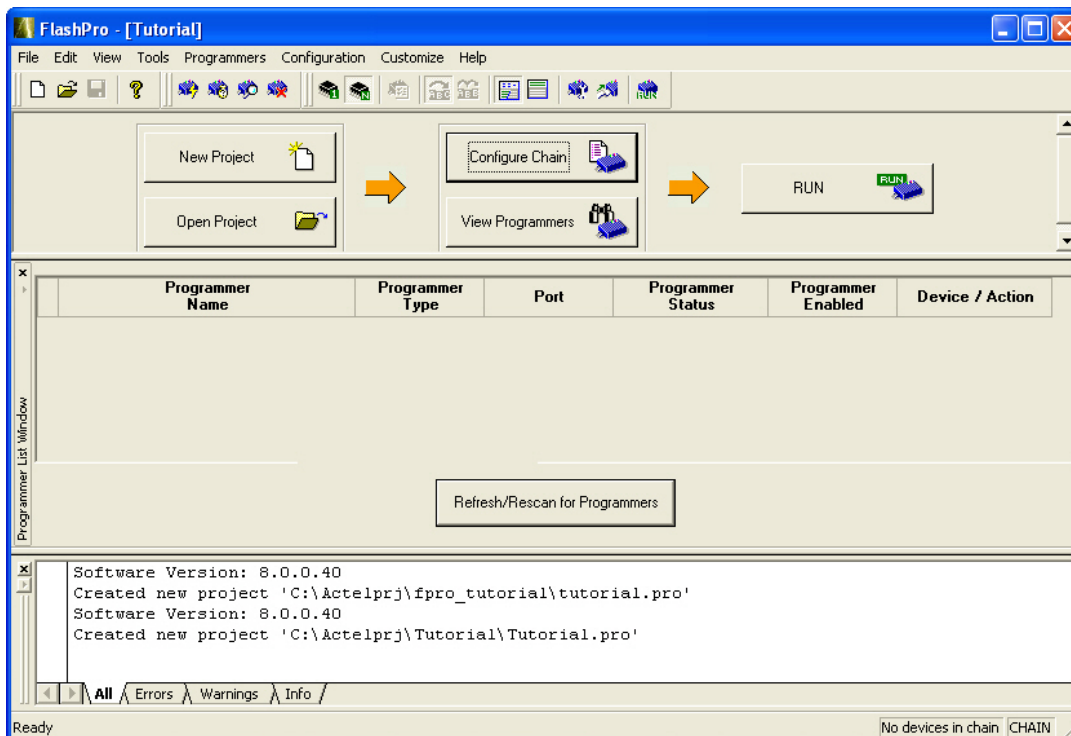 FlashPro - [Tutorial]
File Edit View Tools Programmers Configuration Customize Help
New Project
Configure Chain
RUN
RUN
Open Project
View Programmers
Programmer Name
Programmer Type
Port
Programmer Status
Programmer Enabled
Device / Action
Programmer List Window
Refresh/Rescan for Programmers
Software Version: 8.0.0.40
Created new project 'C:\Actelprj\fpro_tutorial\tutorial.pro'
Software Version: 8.0.0.40
Created new project 'C:\Actelprj\Tutorial\Tutorial.pro'
All Errors Warnings Info
Ready
No devices in chain CHAIN